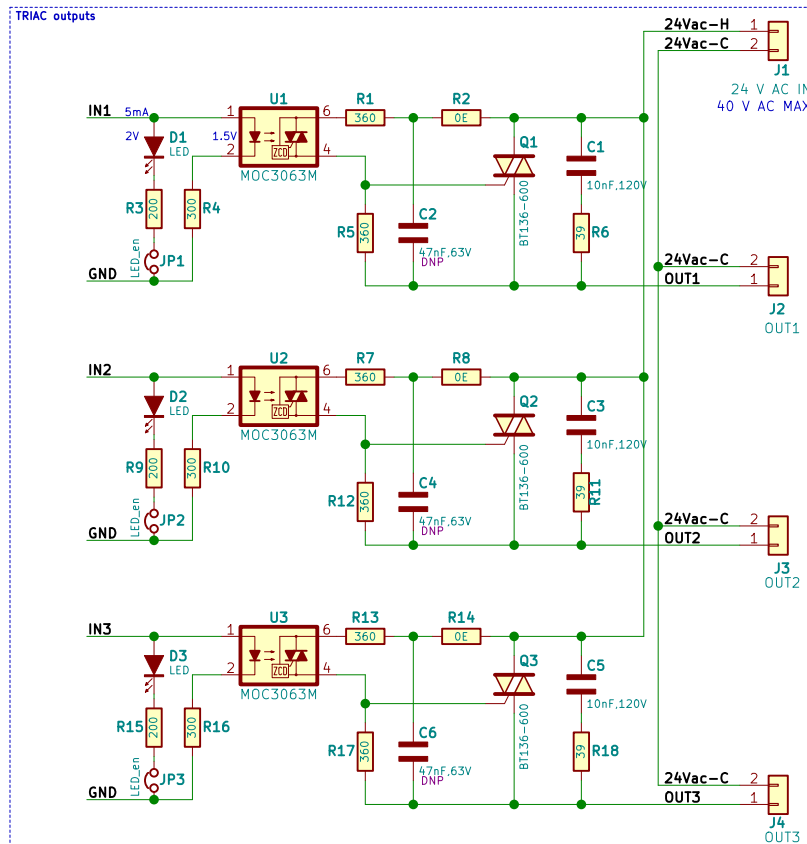 TRIAC outputs
24Vac-H 1
24Vac-C 2
J1
24 V AC IN
40 V AC MAX
IN1 5mA 1 U1 6 R1 R2
360 0E
2V D1 1.5V Q1 C1
LED
2 ZCD 4
MOC3063M 10nF,120V
R3 200 R4 300 R5 360 C2 BT136-600 39 R6
47nF,63V
DNP
LED_en JP1
GND
24Vac-C 2
OUT1 1
J2
OUT1
IN2 1 U2 6 R7 R8
360 0E
D2 Q2 C3
LED
2 ZCD 4
MOC3063M 10nF,120V
R9 200 R10 300 R12 360 C4 BT136-600 39 R11
47nF,63V
DNP
LED_en JP2
GND
24Vac-C 2
OUT2 1
J3
OUT2
IN3 1 U3 6 R13 R14
360 0E
D3 Q3 C5
LED
2 ZCD 4
MOC3063M 10nF,120V
R15 200 R16 300 R17 360 C6 BT136-600 39 R18
47nF,63V
DNP
LED_en JP3
GND
24Vac-C 2
OUT3 1
J4
OUT3